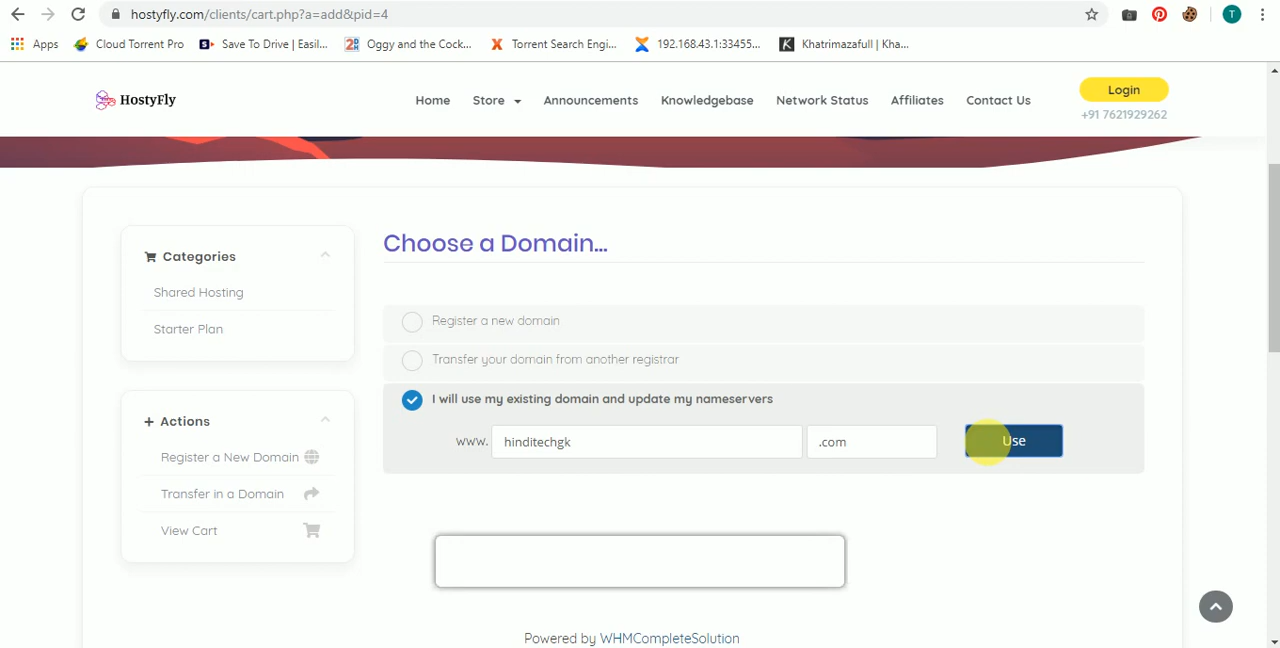 hostyfly.com/clients/cart.php?a=add&pid=4
T
Apps
Cloud Torrent Pro
Save To Drive | Easil...
Oggy and the Cock...
Torrent Search Engi...
192.168.43.1:33455...
Khatrimazafull | Kha...
HostyFly
Home
Store
Announcements
Knowledgebase
Network Status
Affiliates
Contact Us
Login
+91 7621929262
Categories
Shared Hosting
Starter Plan
Actions
Register a New Domain
Transfer in a Domain
View Cart
Choose a Domain...
Register a new domain
Transfer your domain from another registrar
I will use my existing domain and update my nameservers
www. hinditechgk .com Use
Powered by WHMCompleteSolution